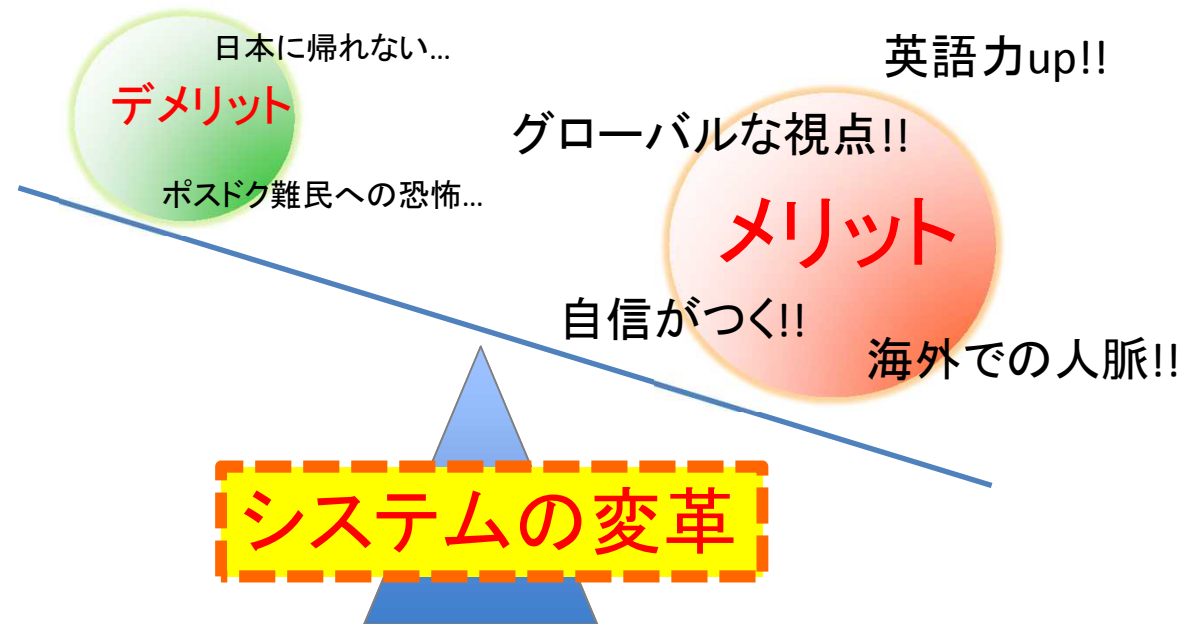 日本に帰れない…
デメリット
ポスドク難民への恐怖…
英語力up!!
グローバルな視点!!
メリット
自信がつく!!
海外での人脈!!
システムの変革